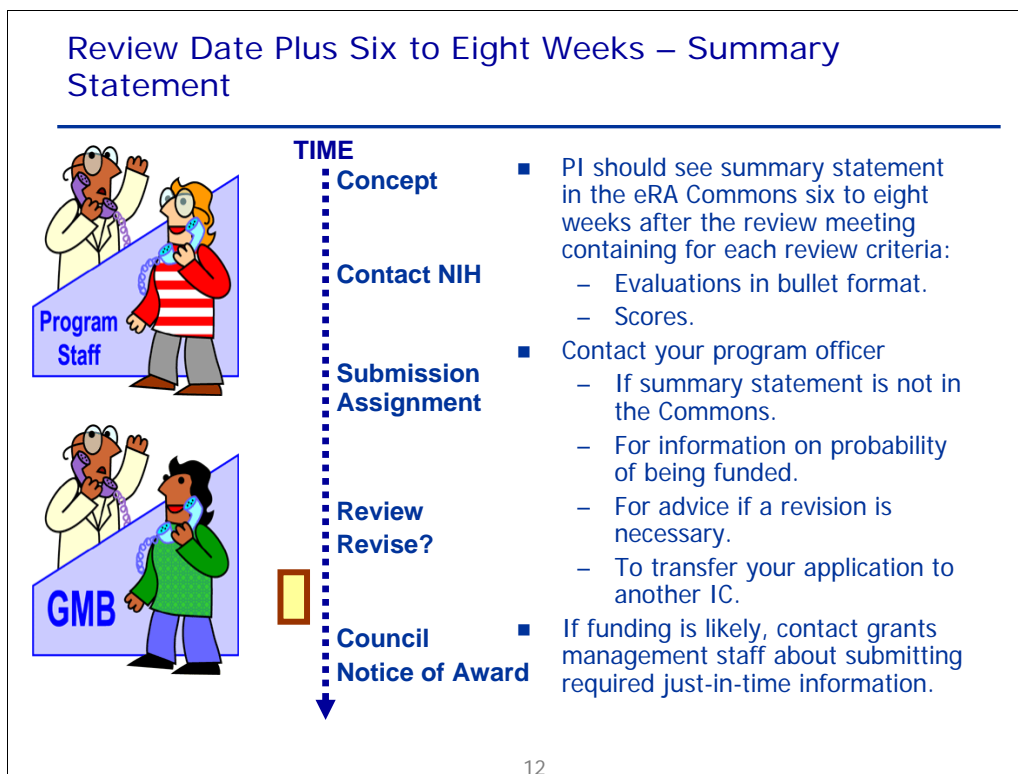 Review Date Plus Six to Eight Weeks – Summary
Statement
Program
Staff
GMB
TIME
Concept
Contact NIH
Submission
Assignment
Review
Revise?
Council
Notice of Award
■ PI should see summary statement
in the eRA Commons six to eight
weeks after the review meeting
containing for each review criteria:
– Evaluations in bullet format.
– Scores.
■ Contact your program officer
– If summary statement is not in
the Commons.
– For information on probability
of being funded.
– For advice if a revision is
necessary.
– To transfer your application to
another IC.
■ If funding is likely, contact grants
management staff about submitting
required just-in-time information.
12